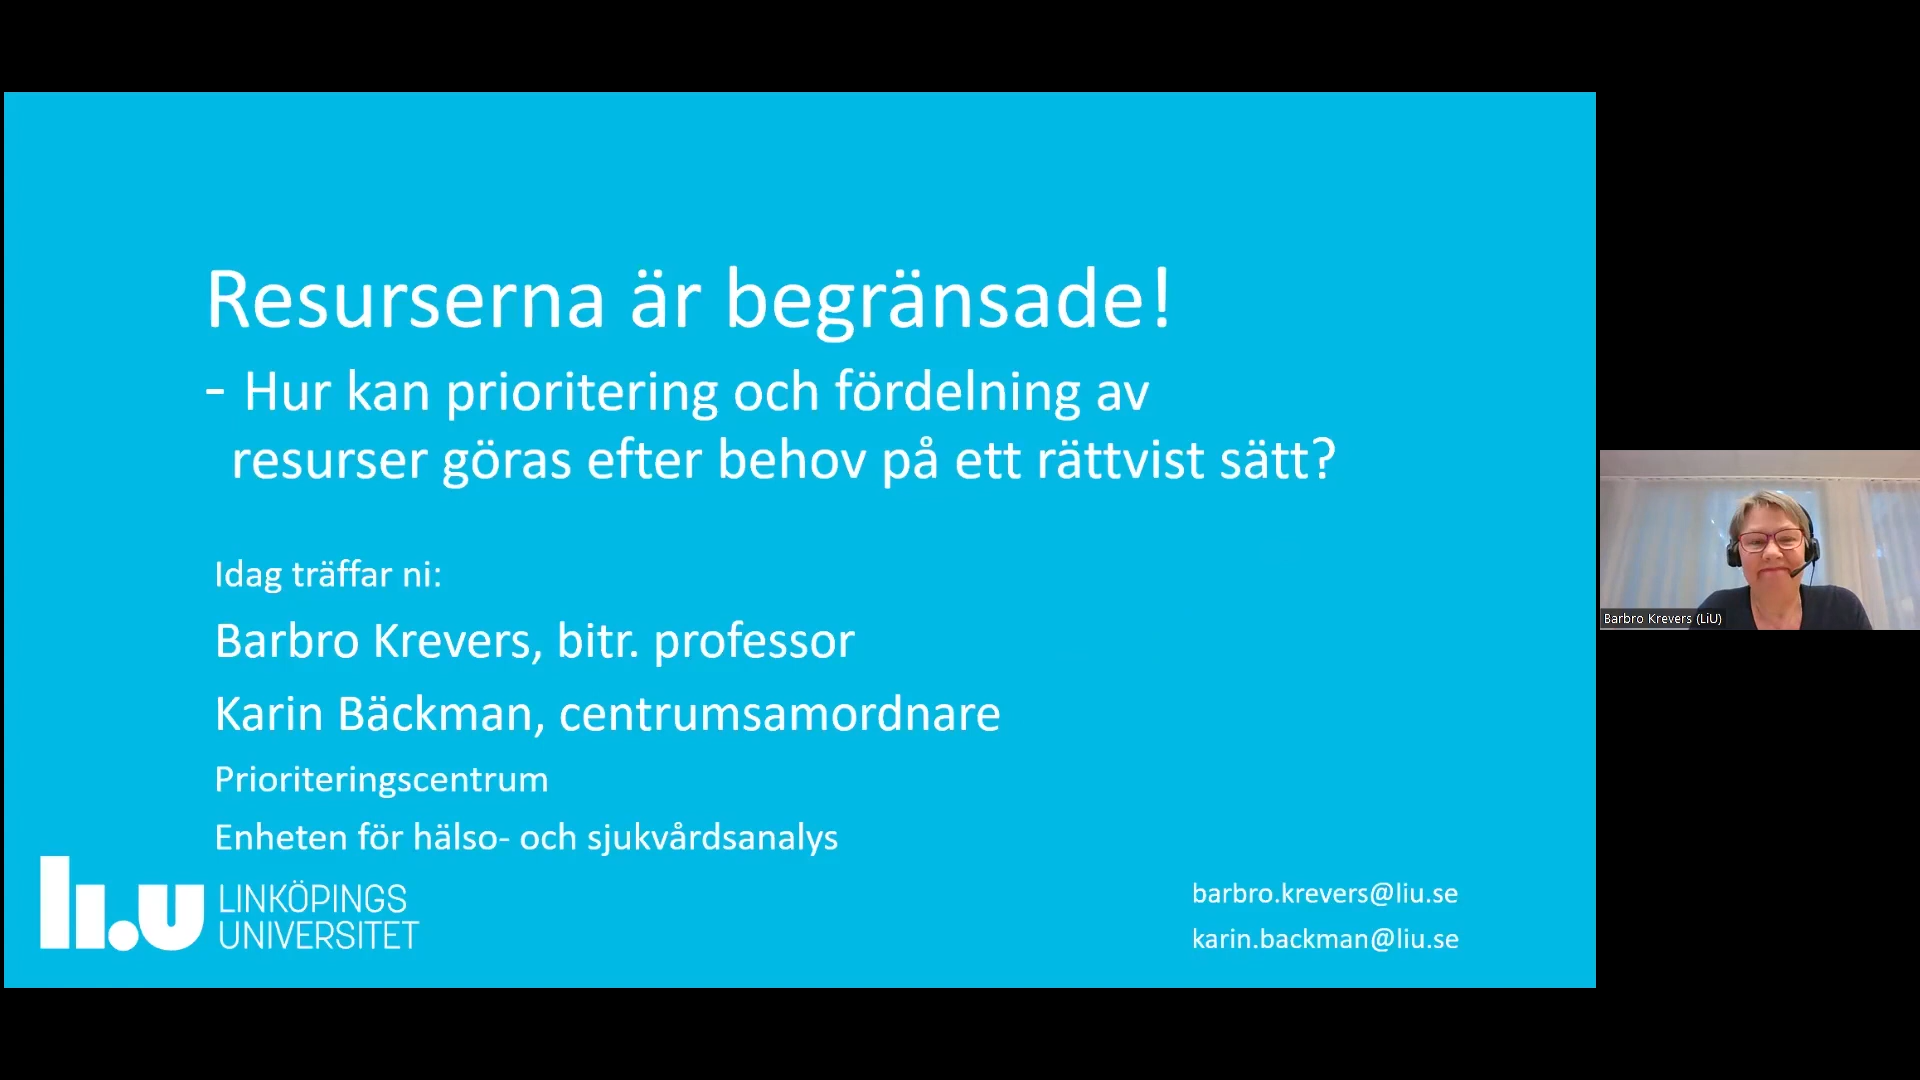 Resurserna är begränsade!
- Hur kan prioritering och fördelning av
resurser göras efter behov på ett rättvist sätt?
Idag träffar ni:
Barbro Krevers, bitr. professor
Karin Bäckman, centrumsamordnare
Prioriteringscentrum
Enheten för hälso- och sjukvårdsanalys
li.u LINKÖPINGS
UNIVERSITET
barbro.krevers@liu.se
karin.backman@liu.se
Barbro Krevers (LiU)